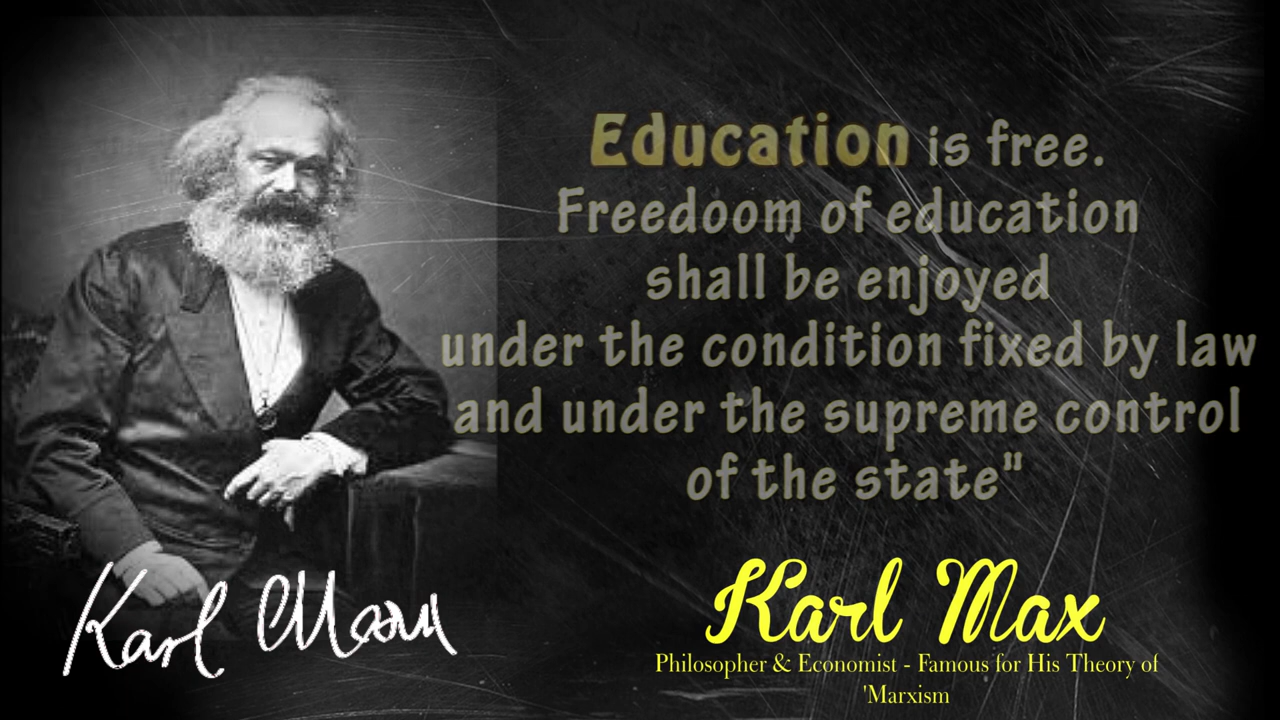 Education is free.
Freedoom of education
shall be enjoyed
under the condition fixed by law
and under the supreme control
of the state"
Karl Marx
Karl Max
Philosopher & Economist - Famous for His Theory of
'Marxism